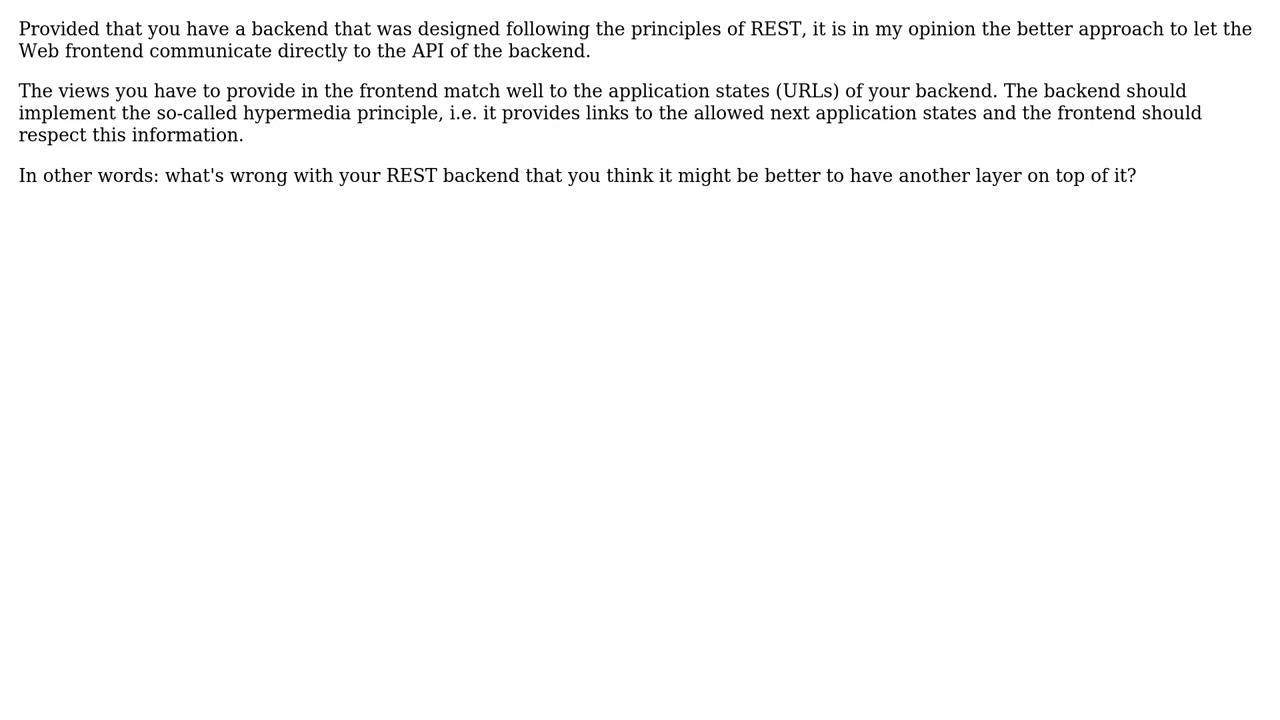 Provided that you have a backend that was designed following the principles of REST, it is in my opinion the better approach to let the
Web frontend communicate directly to the API of the backend.
The views you have to provide in the frontend match well to the application states (URLs) of your backend. The backend should
implement the so-called hypermedia principle, i.e. it provides links to the allowed next application states and the frontend should
respect this information.
In other words: what's wrong with your REST backend that you think it might be better to have another layer on top of it?